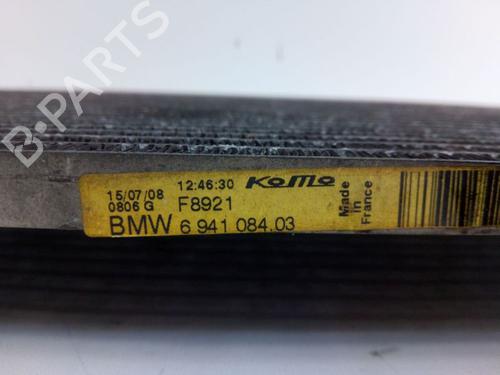 B-PARTS
15/07/08 12:46:30 KOMO
0806 G F8921
BMW 6 941 084.03
Made in France